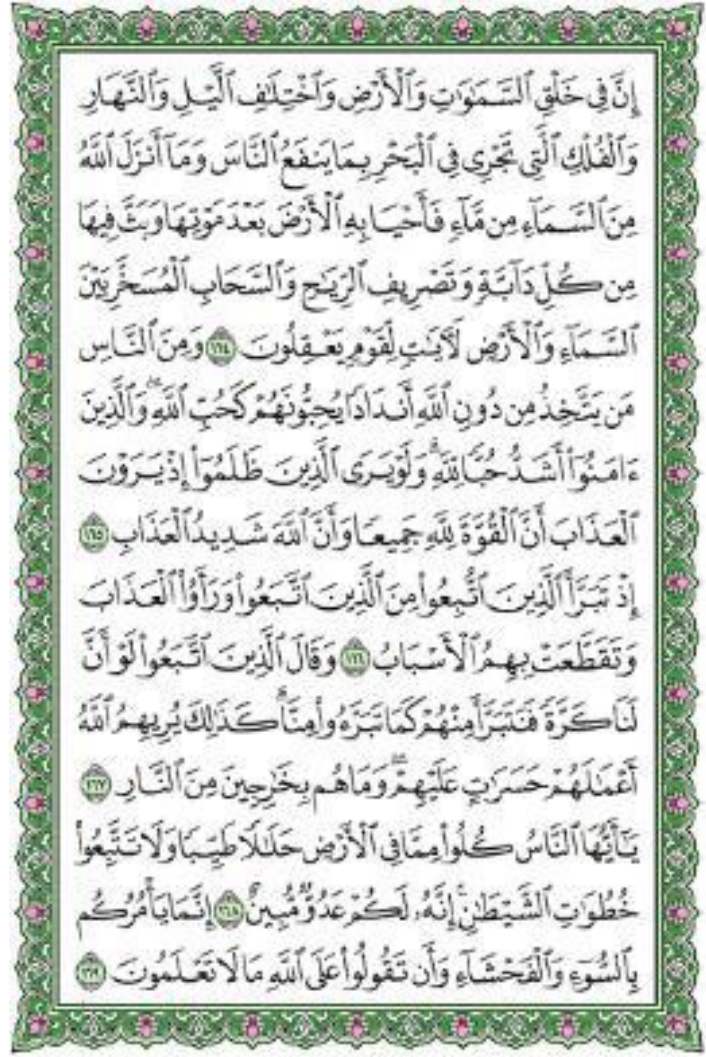 إِنَّ فِي خَلْقِ ٱلسَّمَٰوَٰتِ وَٱلْأَرْضِ وَٱخْتِلَٰفِ ٱلَّيْلِ وَٱلنَّهَارِ
وَٱلْفُلْكِ ٱلَّتِي تَجْرِي فِي ٱلْبَحْرِ بِمَا يَنفَعُ ٱلنَّاسَ وَمَآ أَنزَلَ ٱللَّهُ
مِنَ ٱلسَّمَآءِ مِن مَّآءٍ فَأَحْيَا بِهِ ٱلْأَرْضَ بَعْدَ مَوْتِهَا وَبَثَّ فِيهَا
مِن كُلِّ دَآبَّةٍ وَتَصْرِيفِ ٱلرِّيَٰحِ وَٱلسَّحَابِ ٱلْمُسَخَّرِ بَيْنَ
ٱلسَّمَآءِ وَٱلْأَرْضِ لَأٓيَٰتٍ لِّقَوْمٍ يَعْقِلُونَ ١٦٤ وَمِنَ ٱلنَّاسِ
مَن يَتَّخِذُ مِن دُونِ ٱللَّهِ أَندَادًا يُحِبُّونَهُمْ كَحُبِّ ٱللَّهِۖ وَٱلَّذِينَ
ءَامَنُوٓا۟ أَشَدُّ حُبًّا لِّلَّهِۗ وَلَوْ يَرَى ٱلَّذِينَ ظَلَمُوٓا۟ إِذْ يَرَوْنَ
ٱلْعَذَابَ أَنَّ ٱلْقُوَّةَ لِلَّهِ جَمِيعًا وَأَنَّ ٱللَّهَ شَدِيدُ ٱلْعَذَابِ ١٦٥
إِذْ تَبَرَّأَ ٱلَّذِينَ ٱتُّبِعُوا۟ مِنَ ٱلَّذِينَ ٱتَّبَعُوا۟ وَرَأَوُا۟ ٱلْعَذَابَ
وَتَقَطَّعَتْ بِهِمُ ٱلْأَسْبَابُ ١٦٦ وَقَالَ ٱلَّذِينَ ٱتَّبَعُوا۟ لَوْ أَنَّ
لَنَا كَرَّةً فَنَتَبَرَّأَ مِنْهُمْ كَمَا تَبَرَّءُوا۟ مِنَّاۗ كَذَٰلِكَ يُرِيهِمُ ٱللَّهُ
أَعْمَٰلَهُمْ حَسَرَٰتٍ عَلَيْهِمْۖ وَمَا هُم بِخَٰرِجِينَ مِنَ ٱلنَّارِ ١٦٧
يَٰٓأَيُّهَا ٱلنَّاسُ كُلُوا۟ مِمَّا فِي ٱلْأَرْضِ حَلَٰلًا طَيِّبًا وَلَا تَتَّبِعُوا۟
خُطُوَٰتِ ٱلشَّيْطَٰنِۚ إِنَّهُۥ لَكُمْ عَدُوٌّ مُّبِينٌ ١٦٨ إِنَّمَا يَأْمُرُكُم
بِٱلسُّوٓءِ وَٱلْفَحْشَآءِ وَأَن تَقُولُوا۟ عَلَى ٱللَّهِ مَا لَا تَعْلَمُونَ ١٦٩